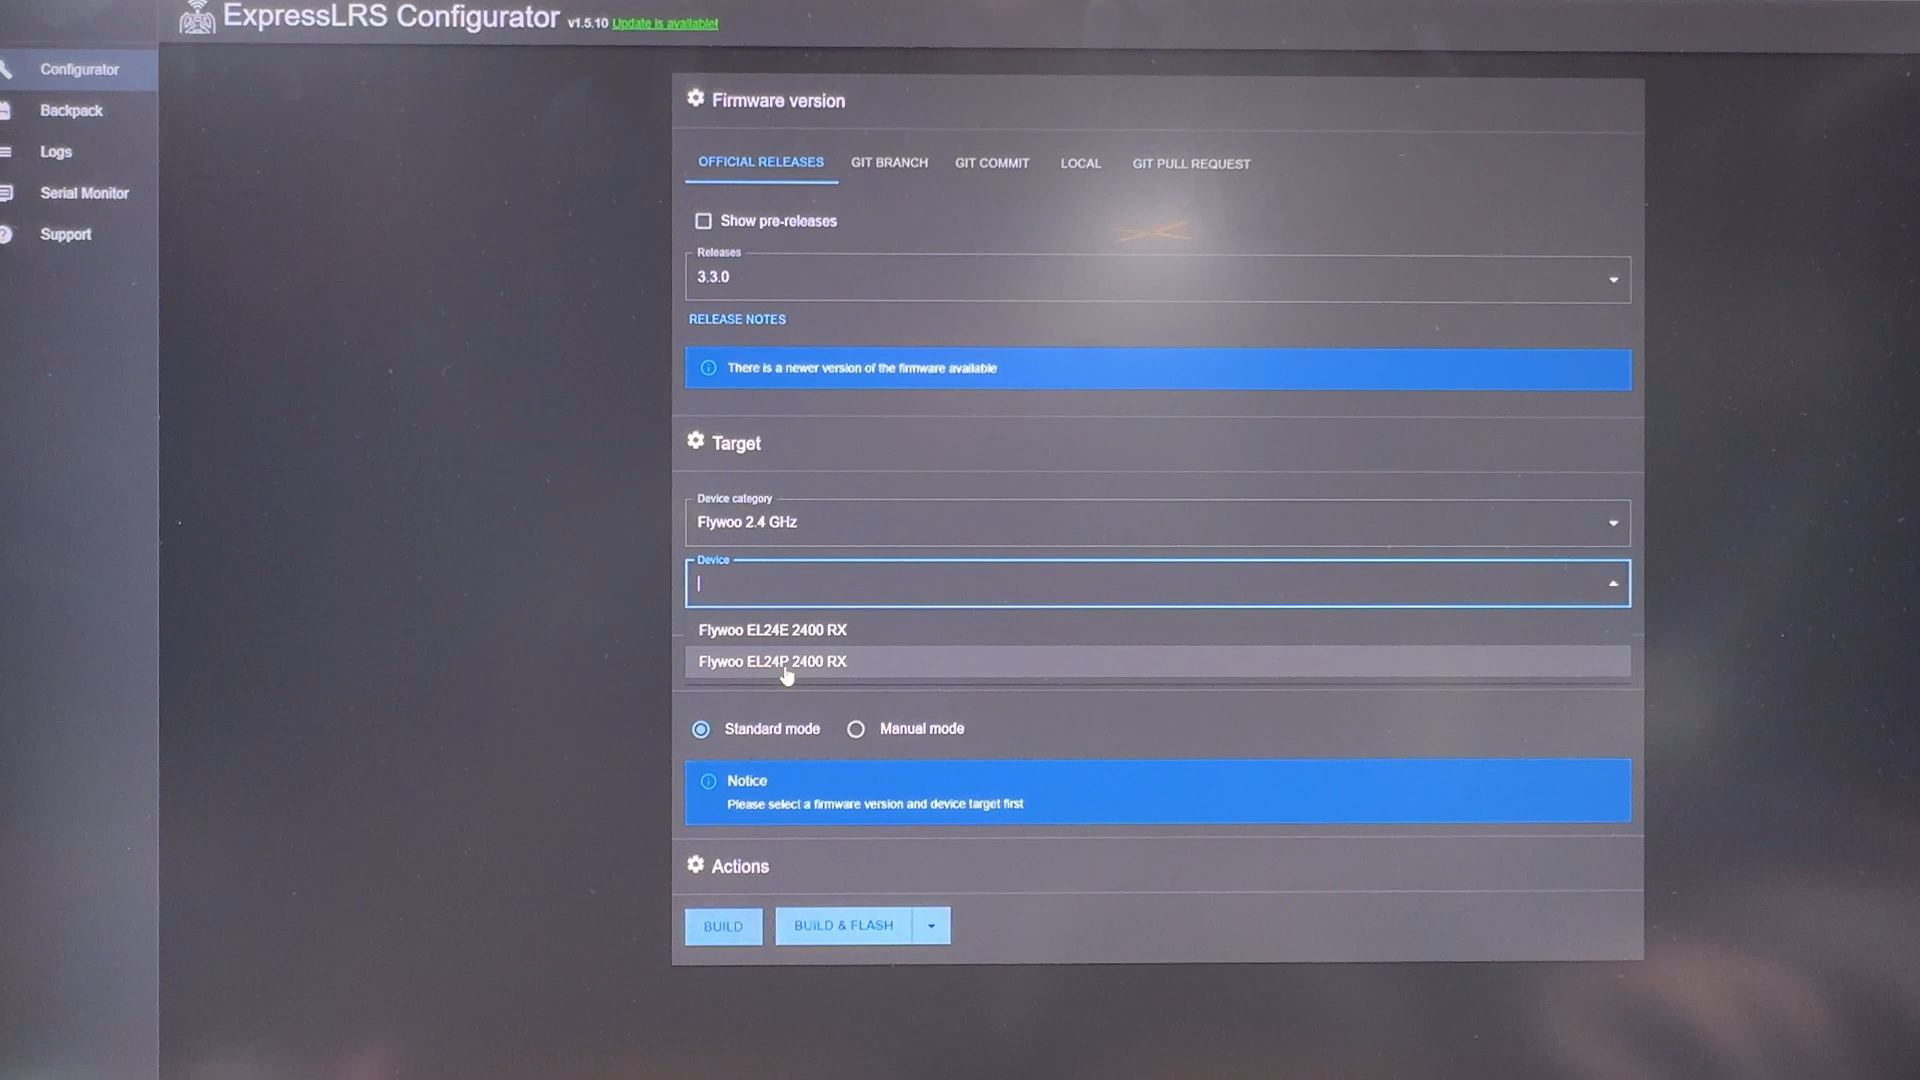 ExpressLRS Configurator v1.5.10 Update is available!
Configurator
Backpack
Logs
Serial Monitor
Support
Firmware version
OFFICIAL RELEASES GIT BRANCH GIT COMMIT LOCAL GIT PULL REQUEST
Show pre-releases
Releases
3.3.0
RELEASE NOTES
There is a newer version of the firmware available
Target
Device category
Flywoo 2.4 GHz
Device
Flywoo EL24E 2400 RX
Flywoo EL24P 2400 RX
Standard mode Manual mode
Notice
Please select a firmware version and device target first
Actions
BUILD BUILD & FLASH